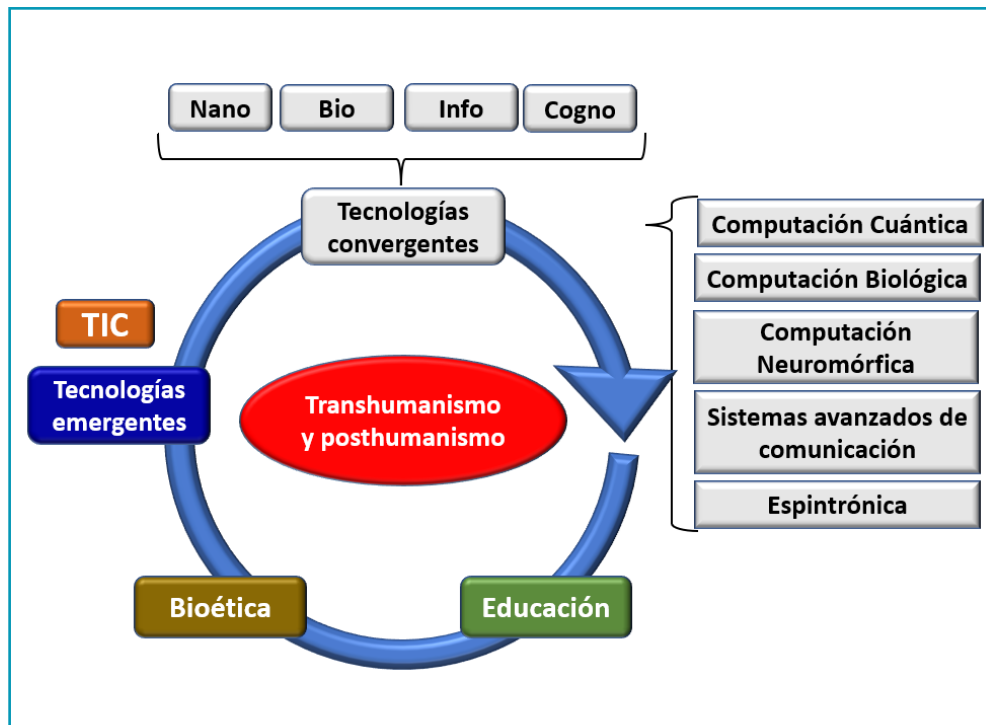 Nano
Bio
Info
Cogno
Tecnologías
convergentes
Computación Cuántica
Computación Biológica
Computación
Neuromórfica
Sistemas avanzados de
comunicación
Espintrónica
TIC
Tecnologías
emergentes
Transhumanismo
y posthumanismo
Bioética
Educación